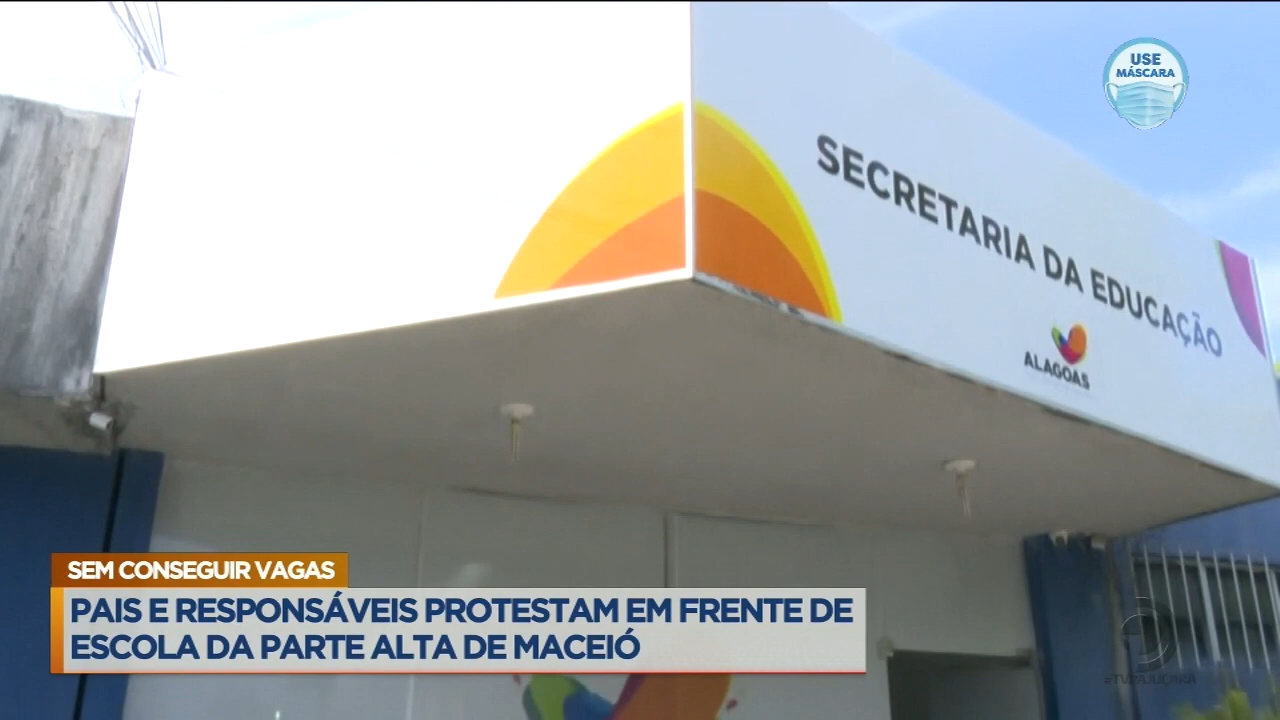 USE
MÁSCARA
SECRETARIA DA EDUCAÇÃO
ALAGOAS
SEM CONSEGUIR VAGAS
PAIS E RESPONSÁVEIS PROTESTAM EM FRENTE DE
ESCOLA DA PARTE ALTA DE MACEIÓ
#TVPAJUÇARA